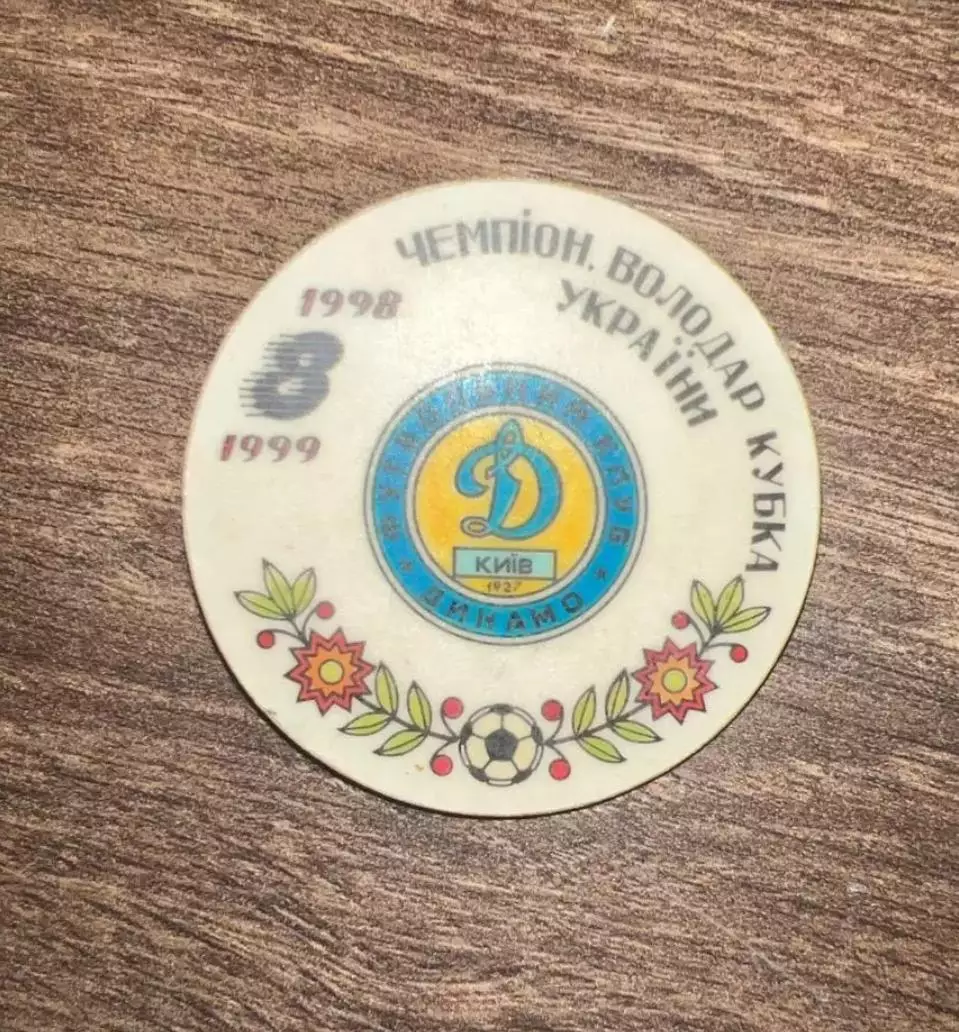 ЧЕМПіОН. ВОЛОДАР КУБКА
УКРАЇНИ
1998
8
1999
ФУТБОЛЬНИЙ КЛУБ
Д
КИЇВ
1927
* ДИНАМО *